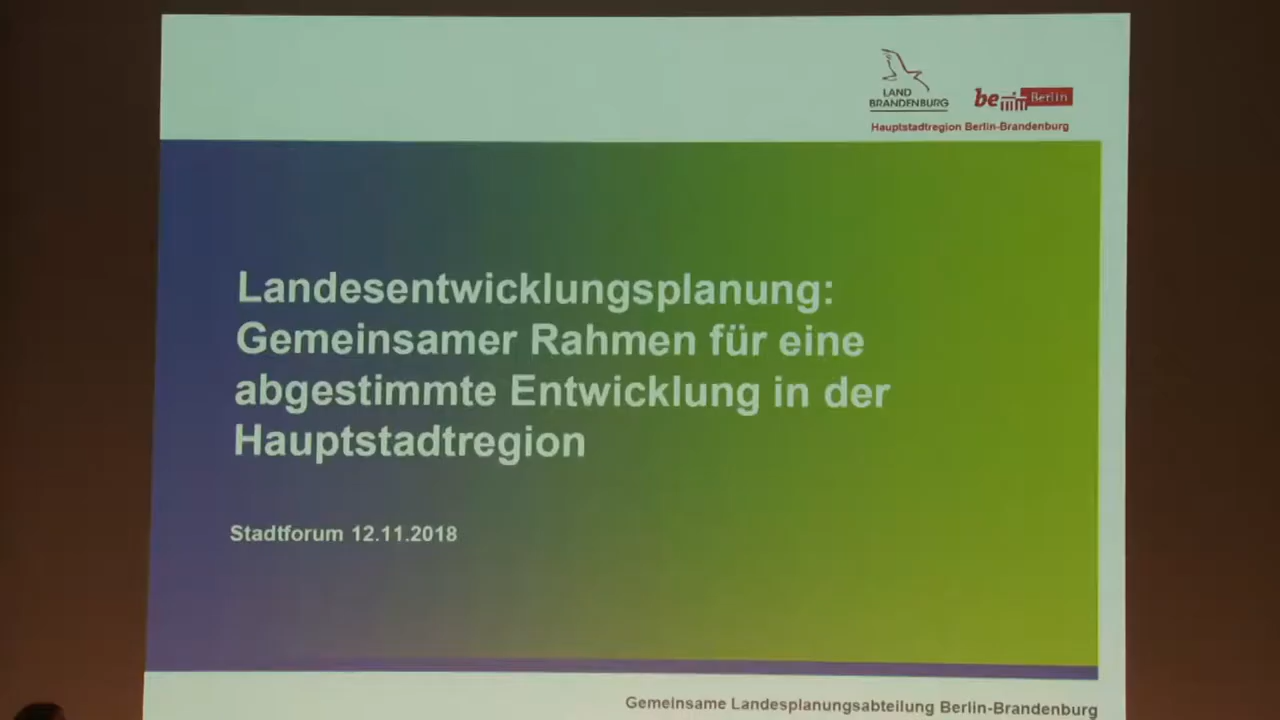 LAND
BRANDENBURG
be Berlin
Hauptstadtregion Berlin-Brandenburg
Landesentwicklungsplanung:
Gemeinsamer Rahmen für eine
abgestimmte Entwicklung in der
Hauptstadtregion
Stadtforum 12.11.2018
Gemeinsame Landesplanungsabteilung Berlin-Brandenburg